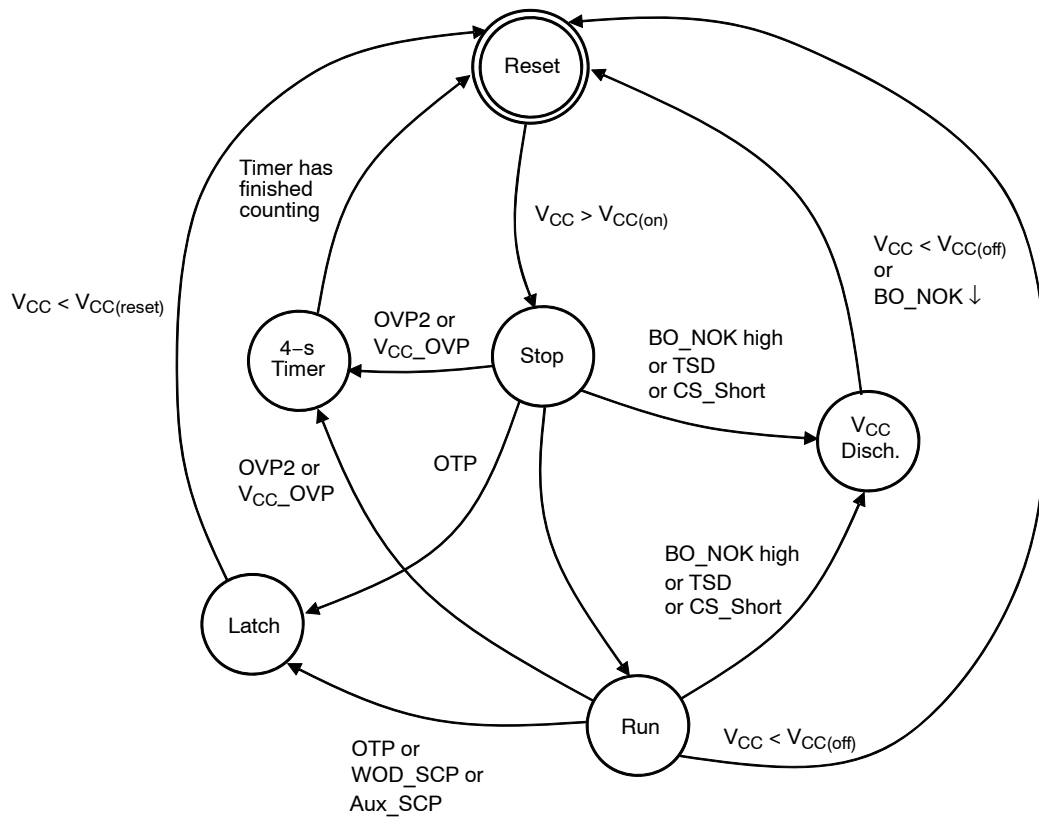 Reset
Timer has
finished
counting
V_CC > V_CC(on)
V_CC < V_CC(off)
or
BO_NOK ↓
V_CC < V_CC(reset)
OVP2 or
V_CC_OVP
4−s
Timer
Stop
BO_NOK high
or TSD
or CS_Short
V_CC
Disch.
OVP2 or
V_CC_OVP
OTP
BO_NOK high
or TSD
or CS_Short
Latch
Run
V_CC < V_CC(off)
OTP or
WOD_SCP or
Aux_SCP